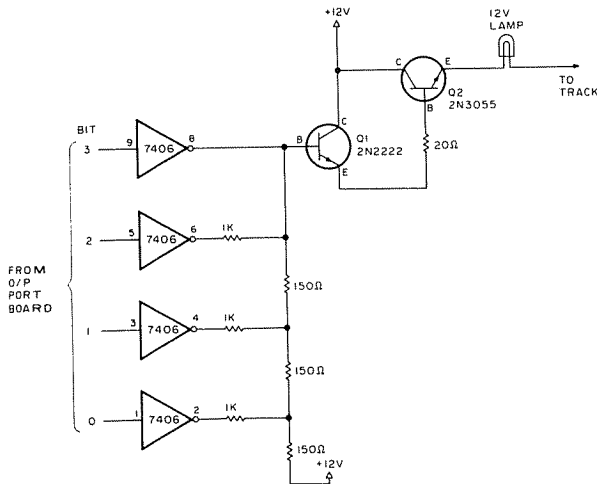 +12V
12V
LAMP
C
E
B
Q2
2N3055
TO
TRACK
BIT
3
9
7406
8
B
C
Q1
2N2222
E
20Ω
2
5
7406
6
1K
FROM
O/P
PORT
BOARD
150Ω
1
3
7406
4
1K
150Ω
0
1
7406
2
1K
150Ω
+12V